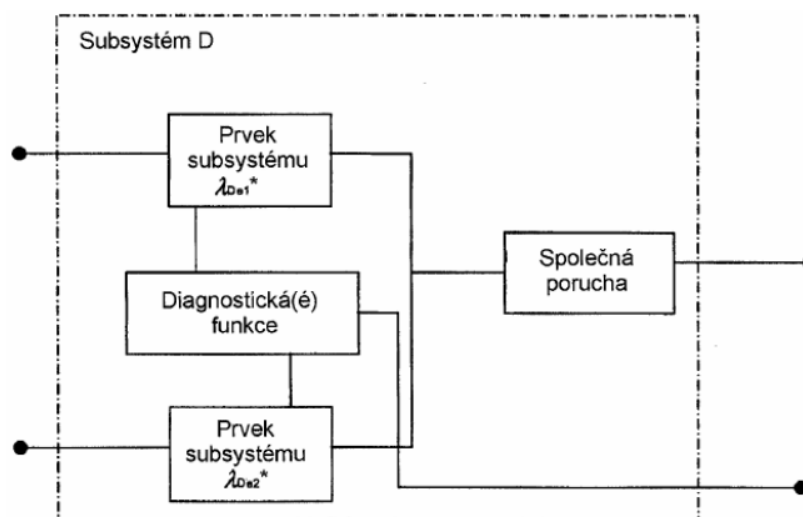 Subsystém D
Prvek
subsystému
λDe1*
Společná
porucha
Diagnostická(é)
funkce
Prvek
subsystému
λDe2*